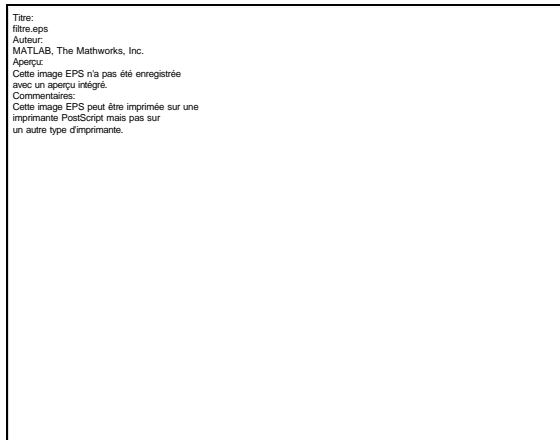 Titre:
filtre.eps
Auteur:
MATLAB, The Mathworks, Inc.
Aperçu:
Cette image EPS n'a pas été enregistrée
avec un aperçu intégré.
Commentaires:
Cette image EPS peut être imprimée sur une
imprimante PostScript mais pas sur
un autre type d'imprimante.